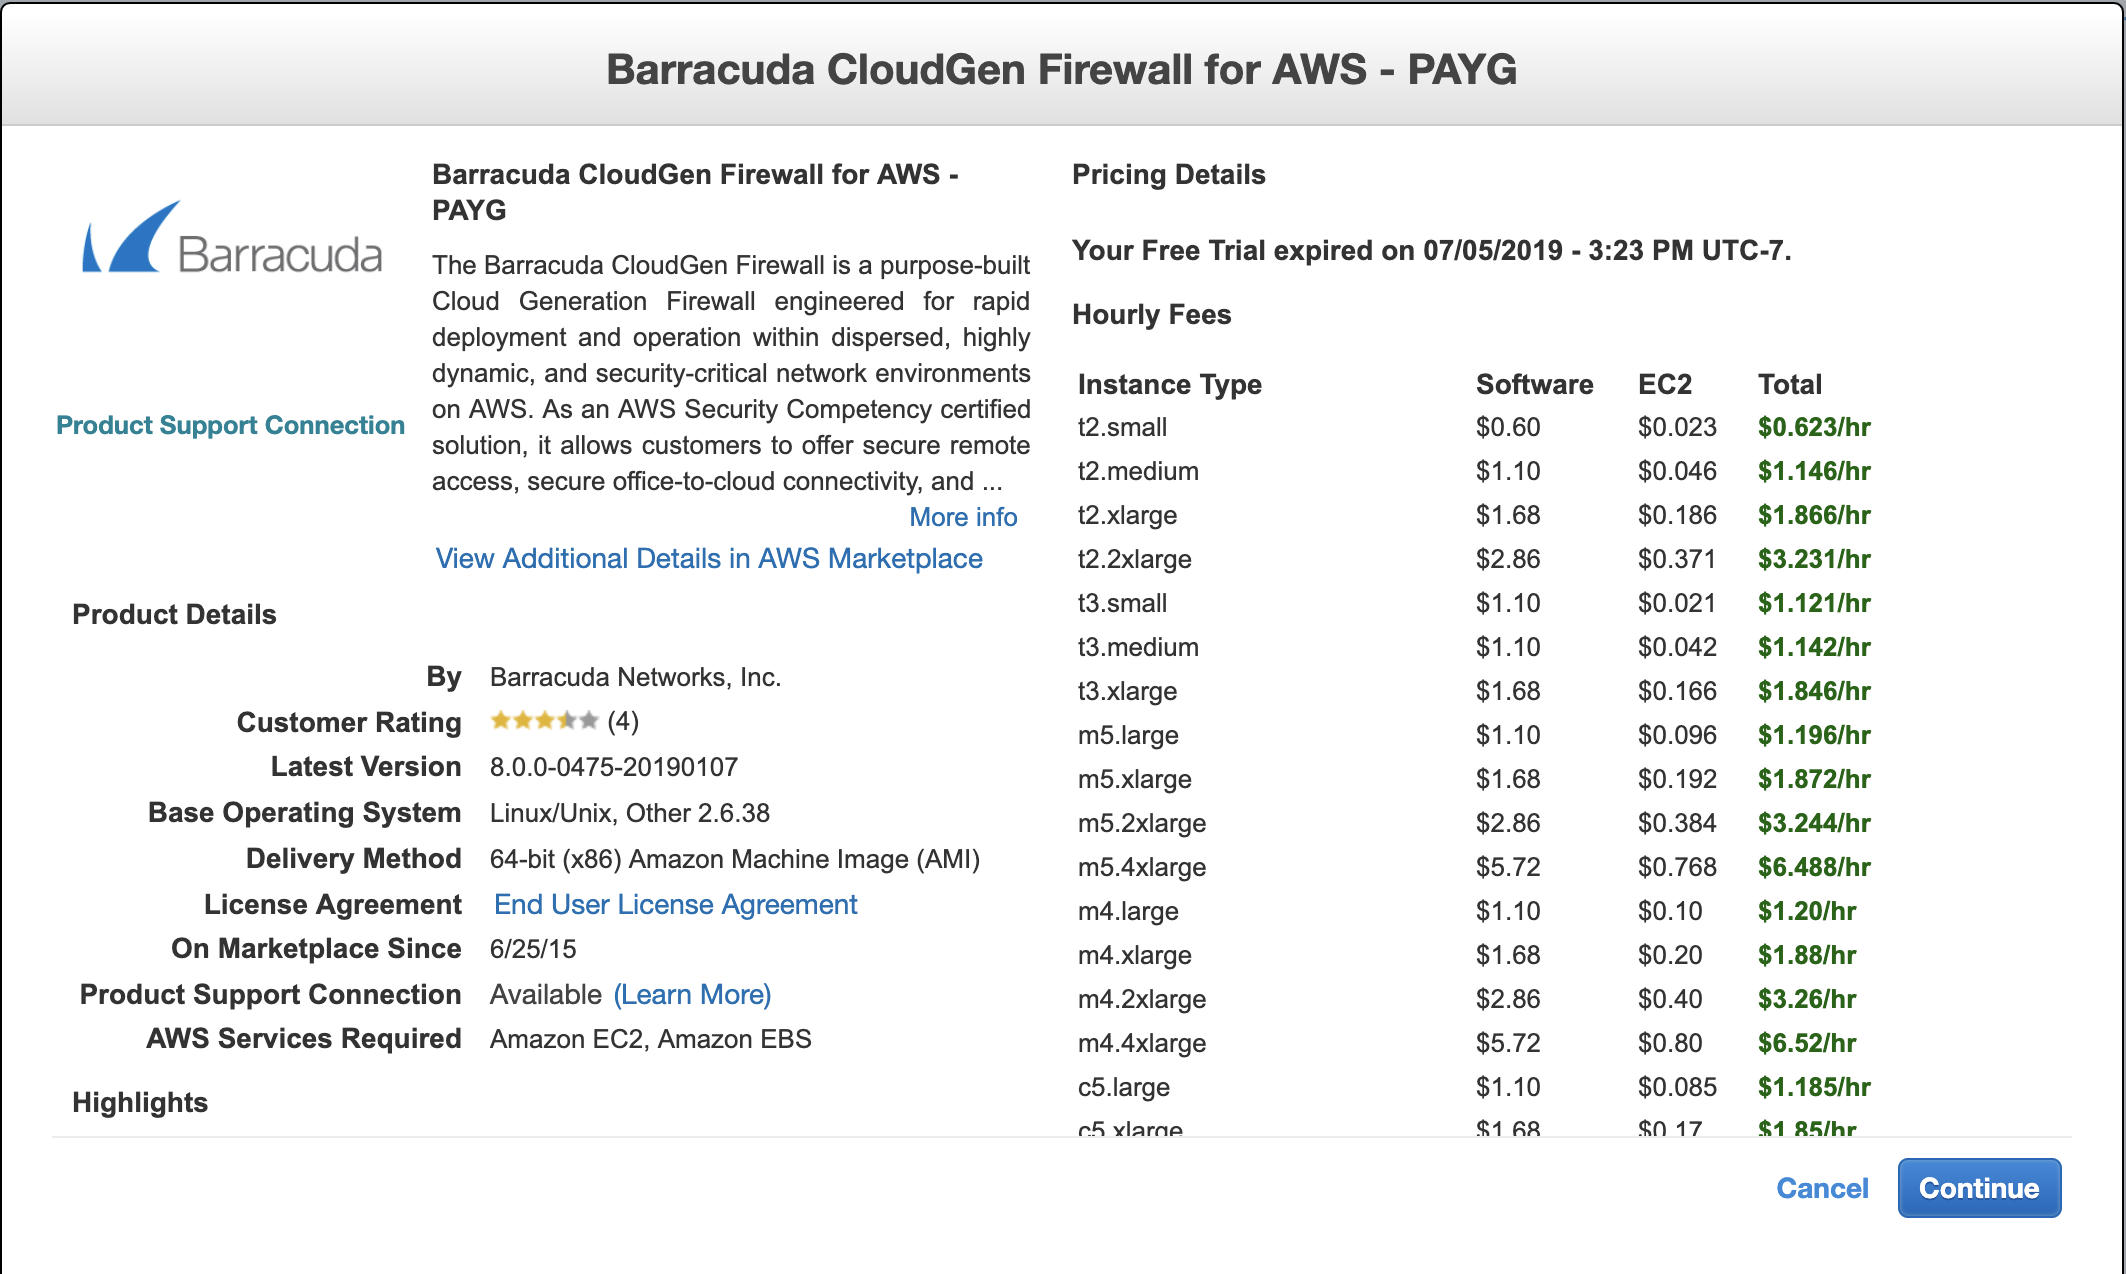 Barracuda CloudGen Firewall for AWS - PAYG
Barracuda
Product Support Connection
Barracuda CloudGen Firewall for AWS -
PAYG
The Barracuda CloudGen Firewall is a purpose-built
Cloud Generation Firewall engineered for rapid
deployment and operation within dispersed, highly
dynamic, and security-critical network environments
on AWS. As an AWS Security Competency certified
solution, it allows customers to offer secure remote
access, secure office-to-cloud connectivity, and ...
More info
View Additional Details in AWS Marketplace
Product Details
By Barracuda Networks, Inc.
Customer Rating (4)
Latest Version 8.0.0-0475-20190107
Base Operating System Linux/Unix, Other 2.6.38
Delivery Method 64-bit (x86) Amazon Machine Image (AMI)
License Agreement End User License Agreement
On Marketplace Since 6/25/15
Product Support Connection Available (Learn More)
AWS Services Required Amazon EC2, Amazon EBS
Highlights
Pricing Details
Your Free Trial expired on 07/05/2019 - 3:23 PM UTC-7.
Hourly Fees
Instance Type Software EC2 Total
t2.small $0.60 $0.023 $0.623/hr
t2.medium $1.10 $0.046 $1.146/hr
t2.xlarge $1.68 $0.186 $1.866/hr
t2.2xlarge $2.86 $0.371 $3.231/hr
t3.small $1.10 $0.021 $1.121/hr
t3.medium $1.10 $0.042 $1.142/hr
t3.xlarge $1.68 $0.166 $1.846/hr
m5.large $1.10 $0.096 $1.196/hr
m5.xlarge $1.68 $0.192 $1.872/hr
m5.2xlarge $2.86 $0.384 $3.244/hr
m5.4xlarge $5.72 $0.768 $6.488/hr
m4.large $1.10 $0.10 $1.20/hr
m4.xlarge $1.68 $0.20 $1.88/hr
m4.2xlarge $2.86 $0.40 $3.26/hr
m4.4xlarge $5.72 $0.80 $6.52/hr
c5.large $1.10 $0.085 $1.185/hr
c5.xlarge $1.68 $0.17 $1.85/hr
Cancel Continue